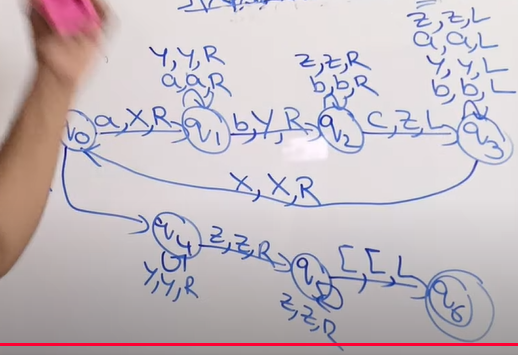 z, z, L
a, a, L
y, y, R z, z, R y, y, L
a, a, R b, b, R b, b, L
q0 a, X, R q1 b, y, R q2 C, Z, L q3
X, X, R
q4 Z, Z, R q5 [, [, L q6
y, y, R z, z, R